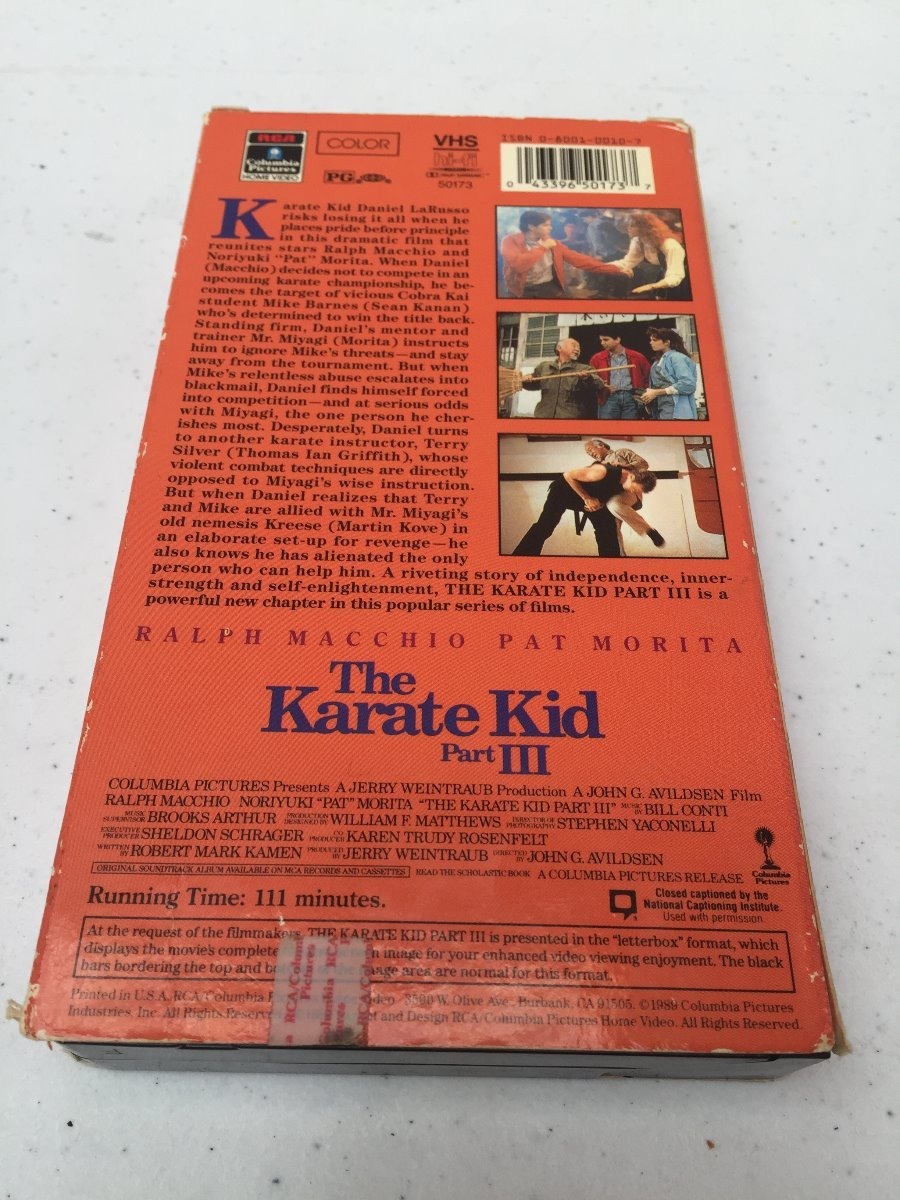 RCA
Columbia
Pictures
HOME VIDEO
COLOR
PG
VHS
hi-fi
50173
ISBN 0-8001-0010-7
0 43396 50173 7
Karate Kid Daniel LaRusso
risks losing it all when he
places pride before principle
in this dramatic film that
reunites stars Ralph Macchio and
Noriyuki "Pat" Morita. When Daniel
(Macchio) decides not to compete in an
upcoming karate championship, he be-
comes the target of vicious Cobra Kai
student Mike Barnes (Sean Kanan)
who's determined to win the title back.
Standing firm, Daniel's mentor and
trainer Mr. Miyagi (Morita) instructs
him to ignore Mike's threats—and stay
away from the tournament. But when
Mike's relentless abuse escalates into
blackmail, Daniel finds himself forced
into competition—and at serious odds
with Miyagi, the one person he cher-
ishes most. Desperately, Daniel turns
to another karate instructor, Terry
Silver (Thomas Ian Griffith), whose
violent combat techniques are directly
opposed to Miyagi's wise instruction.
But when Daniel realizes that Terry
and Mike are allied with Mr. Miyagi's
old nemesis Kreese (Martin Kove) in
an elaborate set-up for revenge—he
also knows he has alienated the only
person who can help him. A riveting story of independence, inner-
strength and self-enlightenment, THE KARATE KID PART III is a
powerful new chapter in this popular series of films.
RALPH MACCHIO PAT MORITA
The
Karate Kid
Part III
COLUMBIA PICTURES Presents A JERRY WEINTRAUB Production A JOHN G. AVILDSEN Film
RALPH MACCHIO NORIYUKI "PAT" MORITA "THE KARATE KID PART III" MUSIC BY BILL CONTI
MUSIC SUPERVISOR BROOKS ARTHUR PRODUCTION DESIGNED BY WILLIAM F. MATTHEWS DIRECTOR OF PHOTOGRAPHY STEPHEN YACONELLI
EXECUTIVE PRODUCER SHELDON SCHRAGER CO-PRODUCER KAREN TRUDY ROSENFELT
WRITTEN BY ROBERT MARK KAMEN PRODUCED BY JERRY WEINTRAUB DIRECTED BY JOHN G. AVILDSEN
ORIGINAL SOUNDTRACK ALBUM AVAILABLE ON MCA RECORDS AND CASSETTES READ THE SCHOLASTIC BOOK A COLUMBIA PICTURES RELEASE
Columbia
Pictures
Running Time: 111 minutes.
Closed captioned by the
National Captioning Institute.
Used with permission.
At the request of the filmmakers, THE KARATE KID PART III is presented in the "letterbox" format, which
displays the movie's complete image for your enhanced video viewing enjoyment. The black
bars bordering the top and image area are normal for this format.
Printed in U.S.A. RCA/Columbia 3500 W. Olive Ave., Burbank, CA 91505. ©1989 Columbia Pictures
Industries, Inc. All Rights Reserved and Design RCA/Columbia Pictures Home Video. All Rights Reserved.
RCA/Colum
Pictures
Columbia
RCA